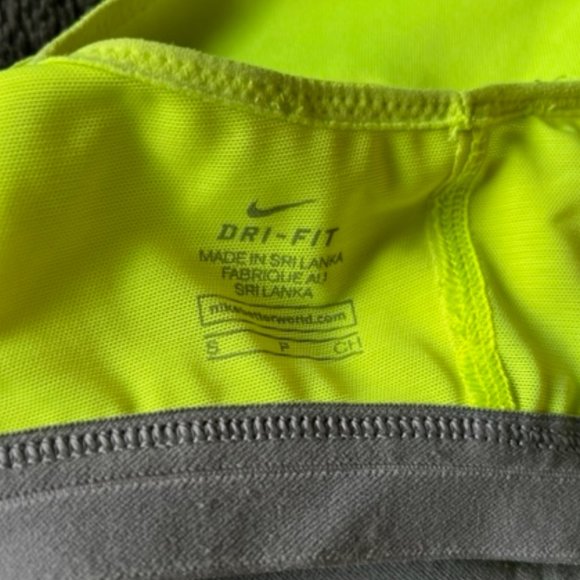 DRI-FIT
MADE IN SRI LANKA
FABRIQUE AU
SRI LANKA
nikebetterworld.com
S P CH